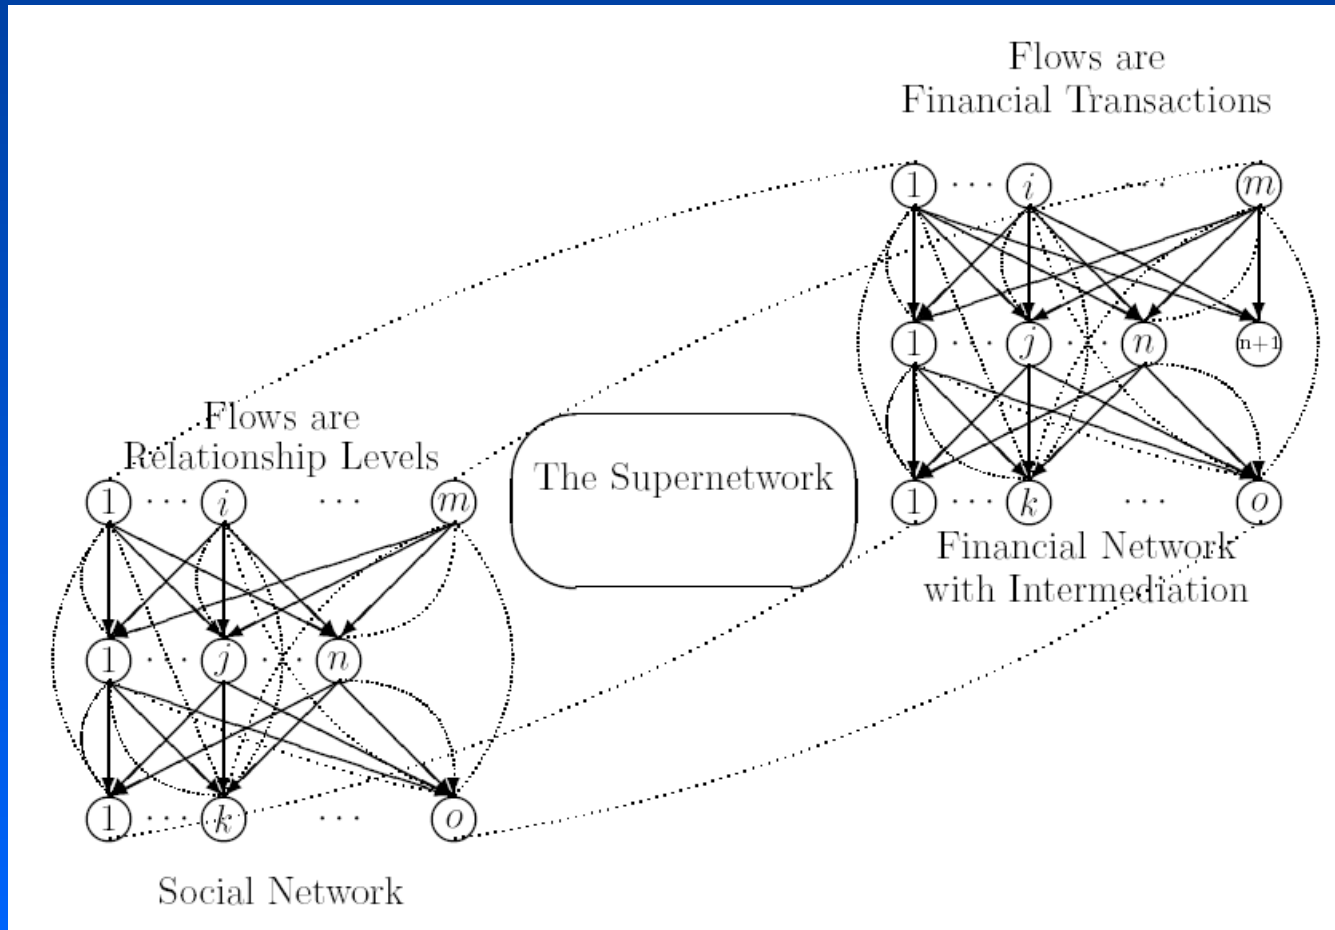 Flows are
Financial Transactions
1 ··· i ··· m
1 ··· j ··· n n+1
1 ··· k ··· o
Financial Network
with Intermediation
The Supernetwork
Flows are
Relationship Levels
1 ··· i ··· m
1 ··· j ··· n
1 ··· k ··· o
Social Network